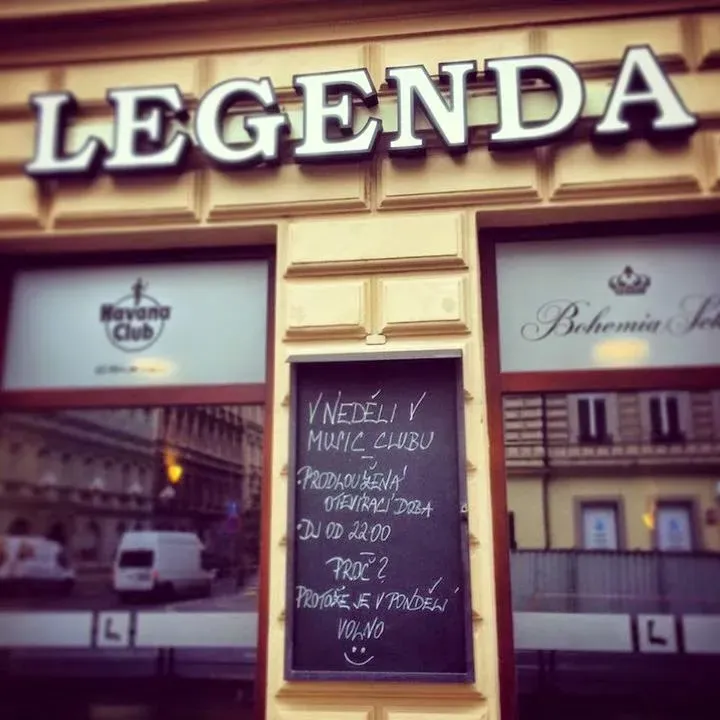 LEGENDA
Havana
Club
Bohemia
V NEDĚLI V
MUSIC CLUBU
-
• PRODLOUŽENÁ
OTEVÍRACÍ DOBA
• DJ OD 22:00
PROČ?
PROTOŽE JE V PONDĚLÍ
VOLNO
L
L